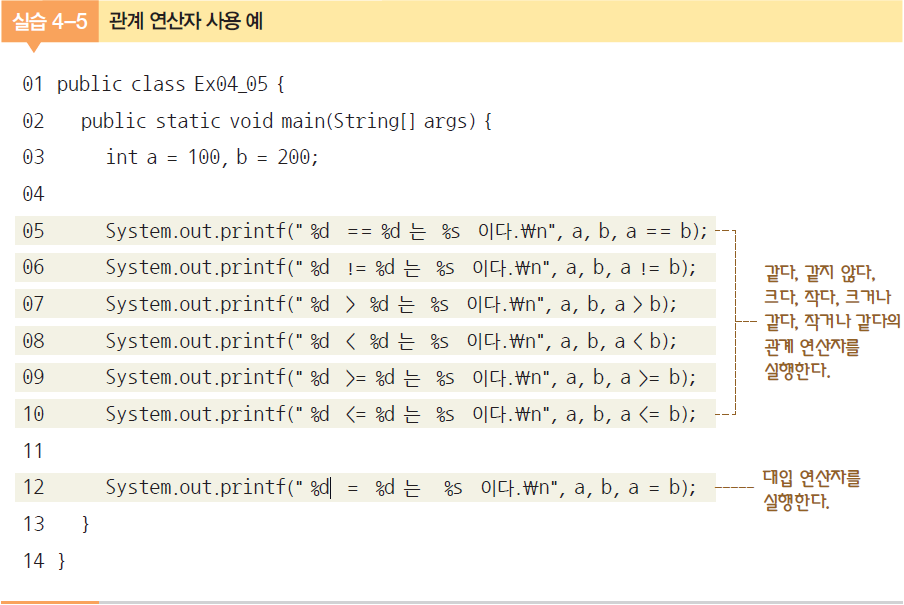 실습 4-5 관계 연산자 사용 예
01 public class Ex04_05 {
02 public static void main(String[] args) {
03 int a = 100, b = 200;
04
05 System.out.printf(" %d == %d 는 %s 이다.₩n", a, b, a == b);
06 System.out.printf(" %d != %d 는 %s 이다.₩n", a, b, a != b);
07 System.out.printf(" %d > %d 는 %s 이다.₩n", a, b, a > b);
08 System.out.printf(" %d < %d 는 %s 이다.₩n", a, b, a < b);
09 System.out.printf(" %d >= %d 는 %s 이다.₩n", a, b, a >= b);
10 System.out.printf(" %d <= %d 는 %s 이다.₩n", a, b, a <= b);
11
12 System.out.printf(" %d = %d 는 %s 이다.₩n", a, b, a = b);
13 }
14 }
같다, 같지 않다,
크다, 작다, 크거나
같다, 작거나 같다의
관계 연산자를
실행한다.
대입 연산자를
실행한다.